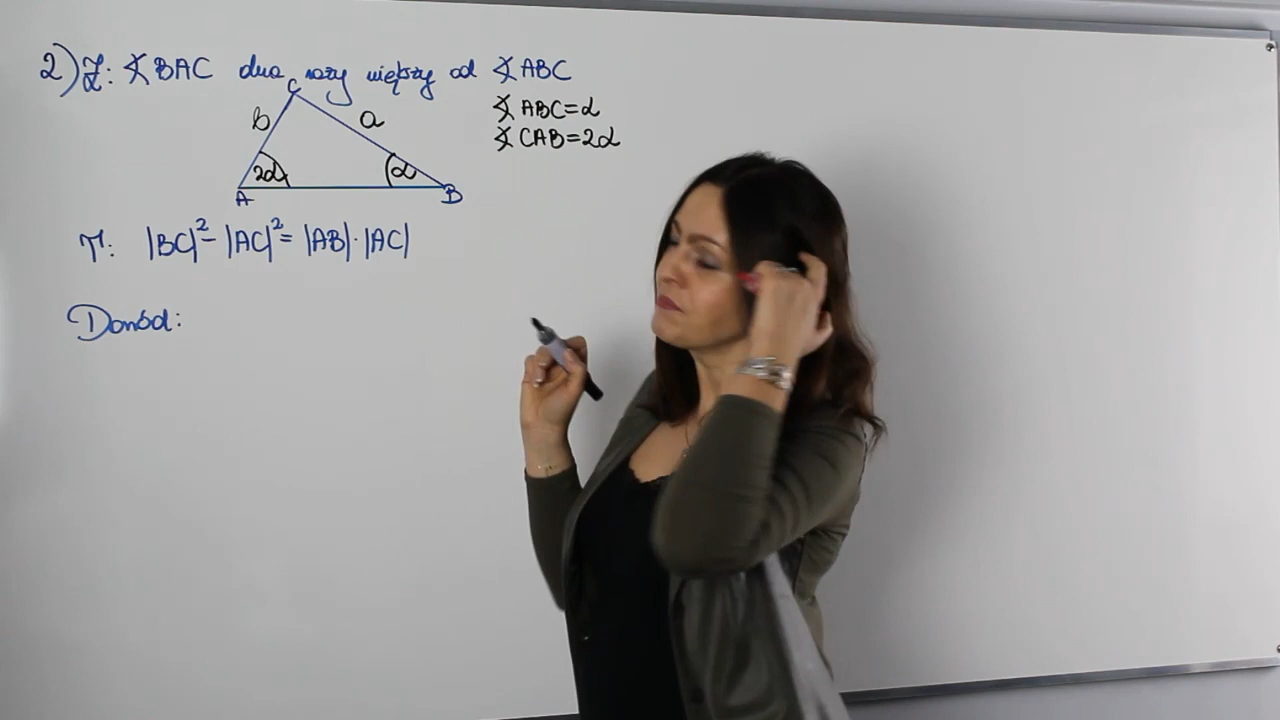 2) Z: ∢BAC dwa razy większy od ∢ABC
C
∢ABC=α
b
a
∢CAB=2α
2α
α
A
B
T: |BC|²-|AC|²=|AB|·|AC|
Dowód: